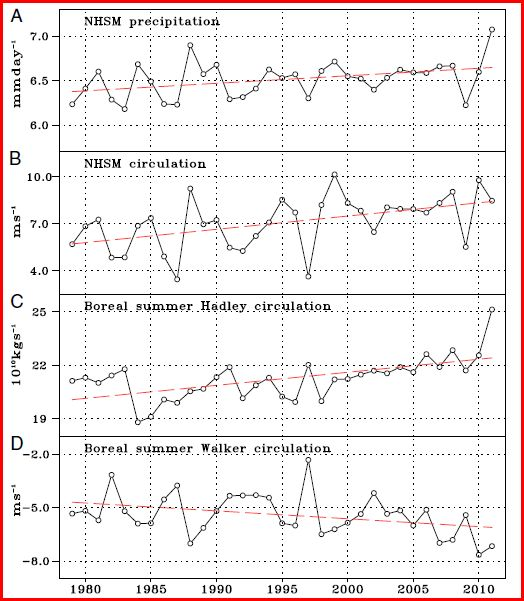 A
NHSM precipitation
7.0
6.5
6.0
mmday⁻¹
B
NHSM circulation
10.0
7.0
4.0
ms⁻¹
C
Boreal summer Hadley circulation
25
22
19
10¹⁰kgs⁻¹
D
Boreal summer Walker circulation
-2.0
-5.0
-8.0
ms⁻¹
1980 1985 1990 1995 2000 2005 2010